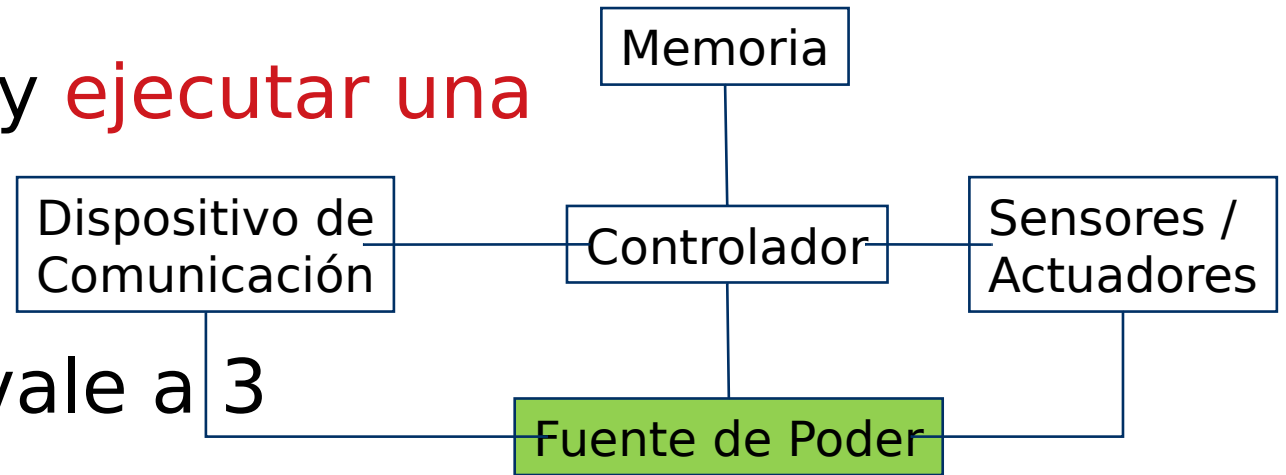 Memoria
y ejecutar una
Dispositivo de
Comunicación
Controlador
Sensores /
Actuadores
vale a 3
Fuente de Poder